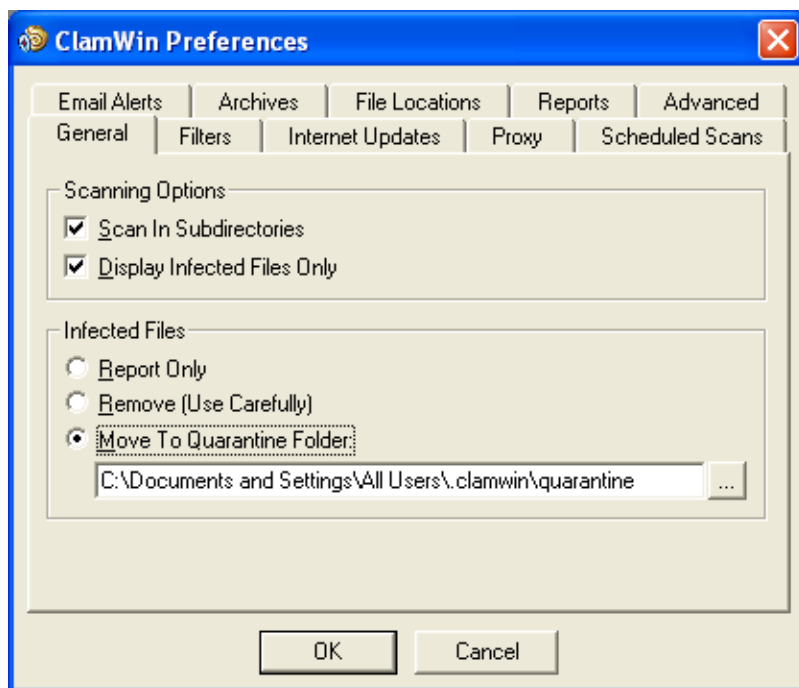 ClamWin Preferences
Email Alerts Archives File Locations Reports Advanced
General Filters Internet Updates Proxy Scheduled Scans
Scanning Options
Scan In Subdirectories
Display Infected Files Only
Infected Files
Report Only
Remove (Use Carefully)
Move To Quarantine Folder:
C:\Documents and Settings\All Users\.clamwin\quarantine ...
OK Cancel